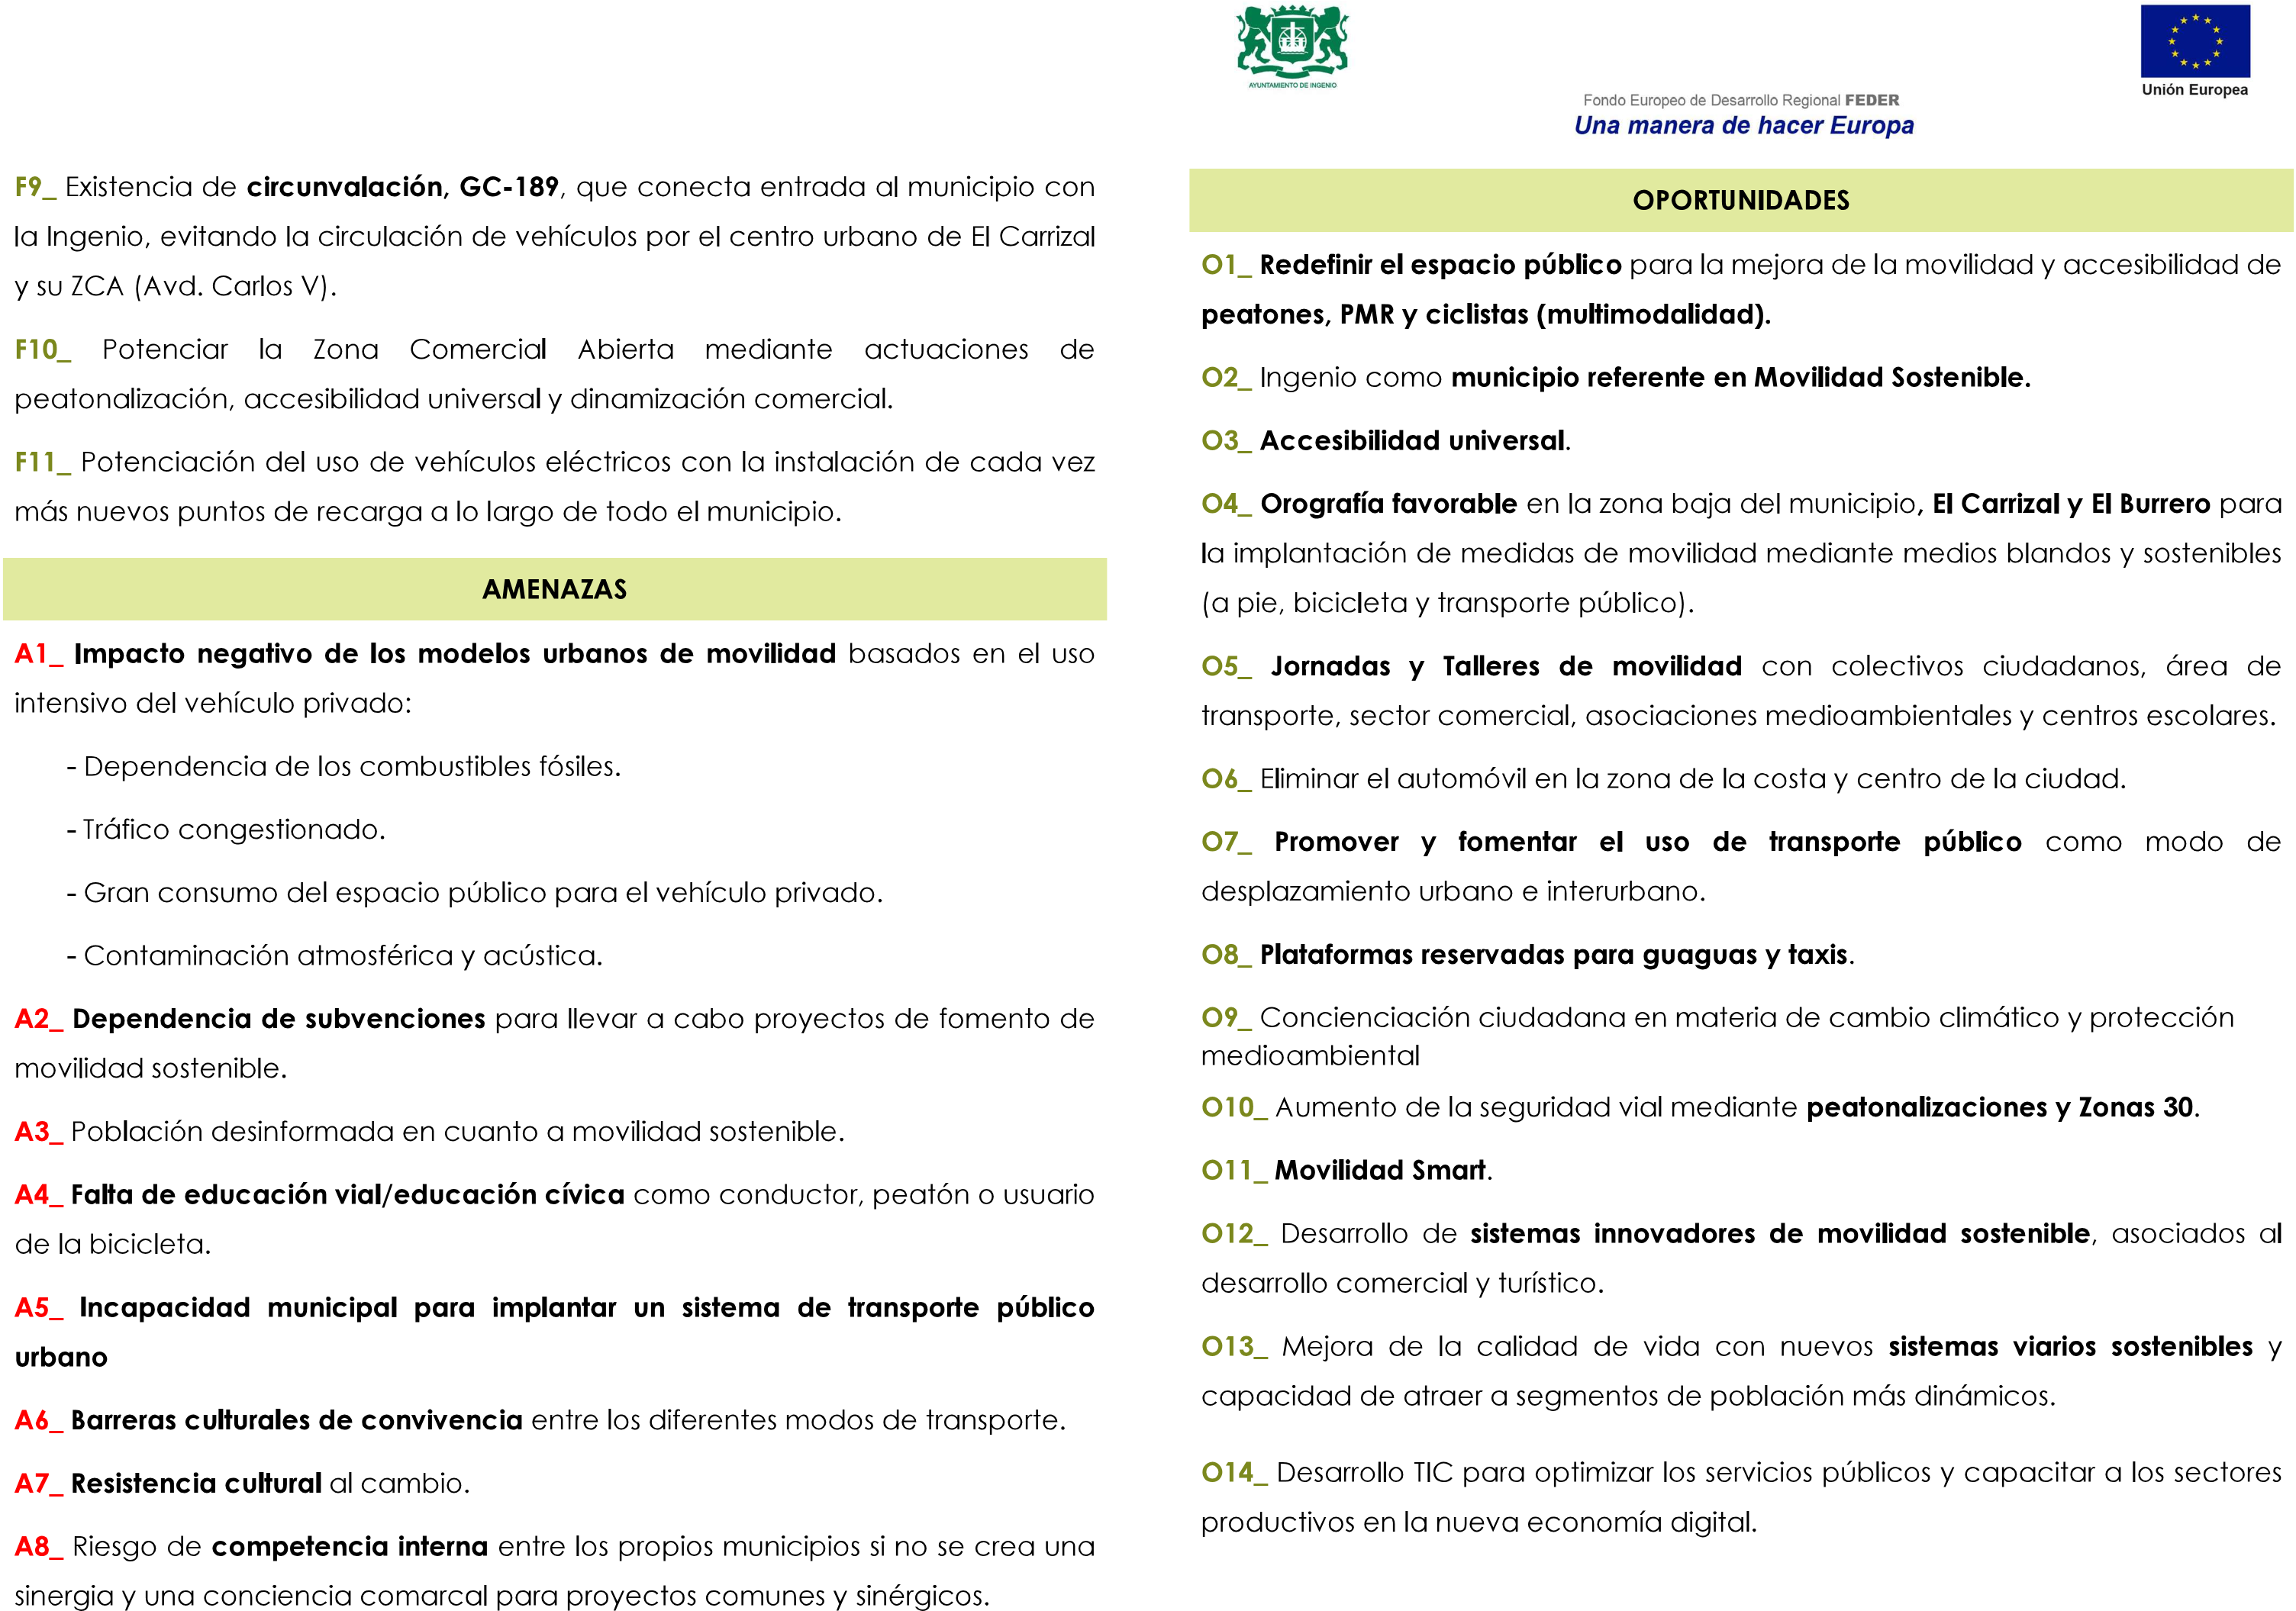 AYUNTAMIENTO DE INGENIO
Unión Europea
Fondo Europeo de Desarrollo Regional FEDER
Una manera de hacer Europa
F9_ Existencia de circunvalación, GC-189, que conecta entrada al municipio con
la Ingenio, evitando la circulación de vehículos por el centro urbano de El Carrizal
y su ZCA (Avd. Carlos V).
F10_ Potenciar la Zona Comercial Abierta mediante actuaciones de
peatonalización, accesibilidad universal y dinamización comercial.
F11_ Potenciación del uso de vehículos eléctricos con la instalación de cada vez
más nuevos puntos de recarga a lo largo de todo el municipio.
AMENAZAS
A1_ Impacto negativo de los modelos urbanos de movilidad basados en el uso
intensivo del vehículo privado:
- Dependencia de los combustibles fósiles.
- Tráfico congestionado.
- Gran consumo del espacio público para el vehículo privado.
- Contaminación atmosférica y acústica.
A2_ Dependencia de subvenciones para llevar a cabo proyectos de fomento de
movilidad sostenible.
A3_ Población desinformada en cuanto a movilidad sostenible.
A4_ Falta de educación vial/educación cívica como conductor, peatón o usuario
de la bicicleta.
A5_ Incapacidad municipal para implantar un sistema de transporte público
urbano
A6_ Barreras culturales de convivencia entre los diferentes modos de transporte.
A7_ Resistencia cultural al cambio.
A8_ Riesgo de competencia interna entre los propios municipios si no se crea una
sinergia y una conciencia comarcal para proyectos comunes y sinérgicos.
OPORTUNIDADES
O1_ Redefinir el espacio público para la mejora de la movilidad y accesibilidad de
peatones, PMR y ciclistas (multimodalidad).
O2_ Ingenio como municipio referente en Movilidad Sostenible.
O3_ Accesibilidad universal.
O4_ Orografía favorable en la zona baja del municipio, El Carrizal y El Burrero para
la implantación de medidas de movilidad mediante medios blandos y sostenibles
(a pie, bicicleta y transporte público).
O5_ Jornadas y Talleres de movilidad con colectivos ciudadanos, área de
transporte, sector comercial, asociaciones medioambientales y centros escolares.
O6_ Eliminar el automóvil en la zona de la costa y centro de la ciudad.
O7_ Promover y fomentar el uso de transporte público como modo de
desplazamiento urbano e interurbano.
O8_ Plataformas reservadas para guaguas y taxis.
O9_ Concienciación ciudadana en materia de cambio climático y protección
medioambiental
O10_ Aumento de la seguridad vial mediante peatonalizaciones y Zonas 30.
O11_ Movilidad Smart.
O12_ Desarrollo de sistemas innovadores de movilidad sostenible, asociados al
desarrollo comercial y turístico.
O13_ Mejora de la calidad de vida con nuevos sistemas viarios sostenibles y
capacidad de atraer a segmentos de población más dinámicos.
O14_ Desarrollo TIC para optimizar los servicios públicos y capacitar a los sectores
productivos en la nueva economía digital.